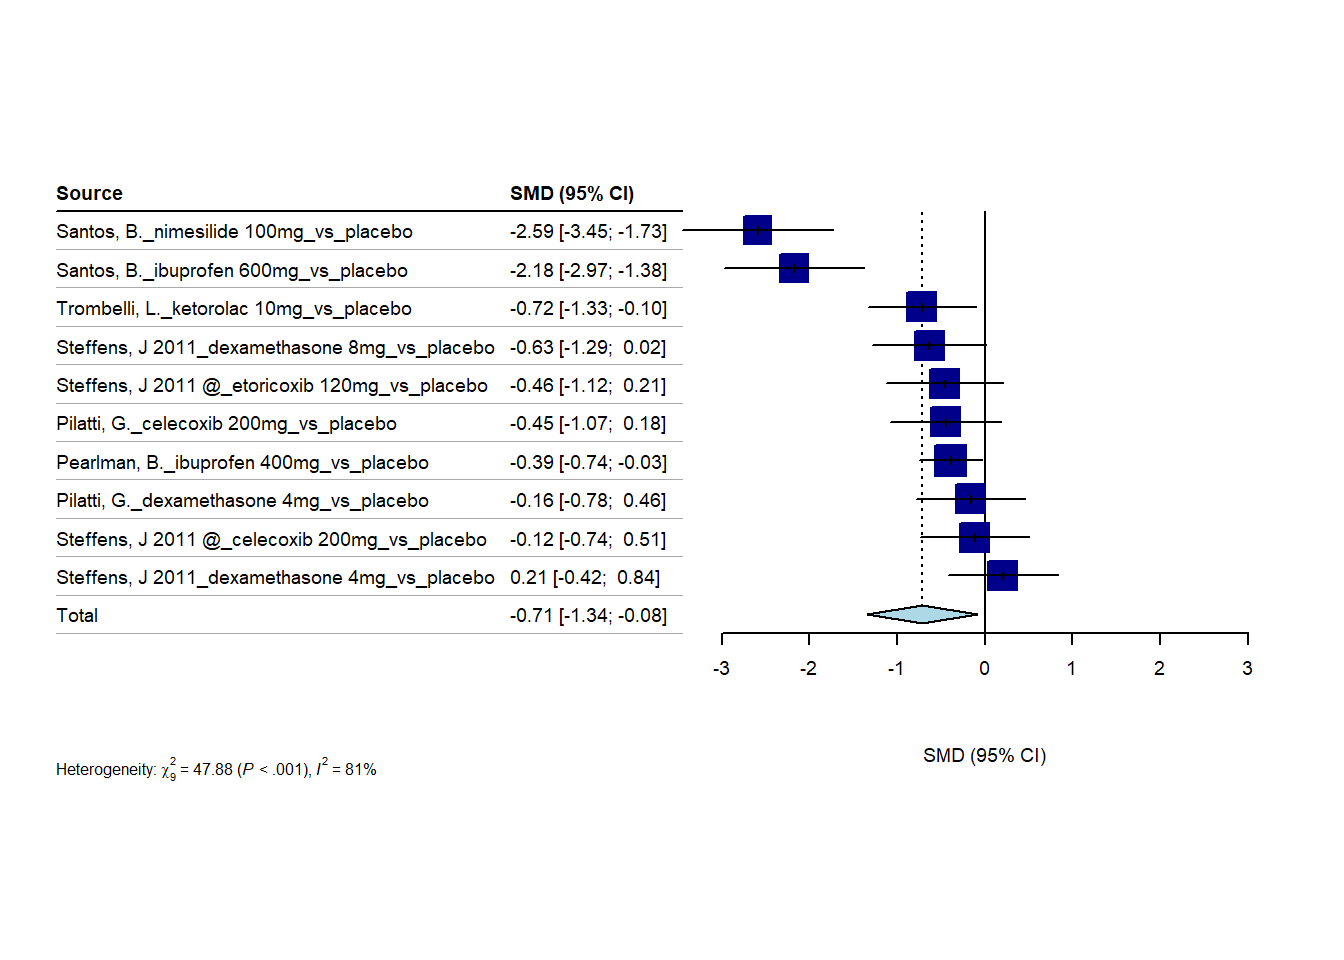 Source SMD (95% CI)
Santos, B._nimesilide 100mg_vs_placebo -2.59 [-3.45; -1.73]
Santos, B._ibuprofen 600mg_vs_placebo -2.18 [-2.97; -1.38]
Trombelli, L._ketorolac 10mg_vs_placebo -0.72 [-1.33; -0.10]
Steffens, J 2011_dexamethasone 8mg_vs_placebo -0.63 [-1.29; 0.02]
Steffens, J 2011 @_etoricoxib 120mg_vs_placebo -0.46 [-1.12; 0.21]
Pilatti, G._celecoxib 200mg_vs_placebo -0.45 [-1.07; 0.18]
Pearlman, B._ibuprofen 400mg_vs_placebo -0.39 [-0.74; -0.03]
Pilatti, G._dexamethasone 4mg_vs_placebo -0.16 [-0.78; 0.46]
Steffens, J 2011 @_celecoxib 200mg_vs_placebo -0.12 [-0.74; 0.51]
Steffens, J 2011_dexamethasone 4mg_vs_placebo 0.21 [-0.42; 0.84]
Total -0.71 [-1.34; -0.08]
-3 -2 -1 0 1 2 3
SMD (95% CI)
Heterogeneity: χ²₉ = 47.88 (P < .001), I² = 81%